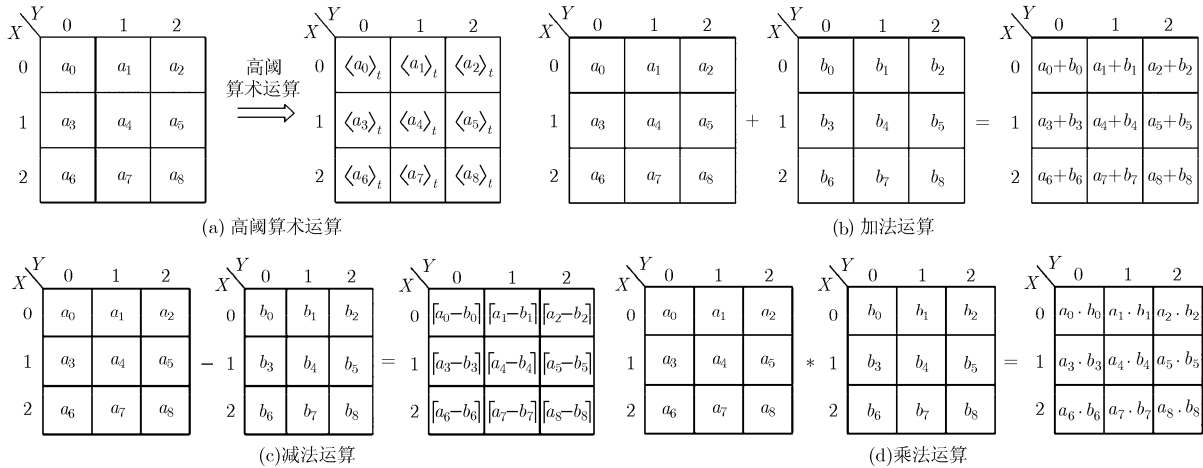 Y
X 0 1 2
0 a₀ a₁ a₂
1 a₃ a₄ a₅
2 a₆ a₇ a₈
高阈
算术运算
Y
X 0 1 2
0 ⟨a₀⟩ₜ ⟨a₁⟩ₜ ⟨a₂⟩ₜ
1 ⟨a₃⟩ₜ ⟨a₄⟩ₜ ⟨a₅⟩ₜ
2 ⟨a₆⟩ₜ ⟨a₇⟩ₜ ⟨a₈⟩ₜ
(a) 高阈算术运算
Y
X 0 1 2
0 a₀ a₁ a₂
1 a₃ a₄ a₅
2 a₆ a₇ a₈
+
Y
X 0 1 2
0 b₀ b₁ b₂
1 b₃ b₄ b₅
2 b₆ b₇ b₈
=
Y
X 0 1 2
0 a₀+b₀ a₁+b₁ a₂+b₂
1 a₃+b₃ a₄+b₄ a₅+b₅
2 a₆+b₆ a₇+b₇ a₈+b₈
(b) 加法运算
Y
X 0 1 2
0 a₀ a₁ a₂
1 a₃ a₄ a₅
2 a₆ a₇ a₈
−
Y
X 0 1 2
0 b₀ b₁ b₂
1 b₃ b₄ b₅
2 b₆ b₇ b₈
=
Y
X 0 1 2
0 ⌈a₀−b₀⌉ ⌈a₁−b₁⌉ ⌈a₂−b₂⌉
1 ⌈a₃−b₃⌉ ⌈a₄−b₄⌉ ⌈a₅−b₅⌉
2 ⌈a₆−b₆⌉ ⌈a₇−b₇⌉ ⌈a₈−b₈⌉
(c)减法运算
Y
X 0 1 2
0 a₀ a₁ a₂
1 a₃ a₄ a₅
2 a₆ a₇ a₈
*
Y
X 0 1 2
0 b₀ b₁ b₂
1 b₃ b₄ b₅
2 b₆ b₇ b₈
=
Y
X 0 1 2
0 a₀·b₀ a₁·b₁ a₂·b₂
1 a₃·b₃ a₄·b₄ a₅·b₅
2 a₆·b₆ a₇·b₇ a₈·b₈
(d)乘法运算